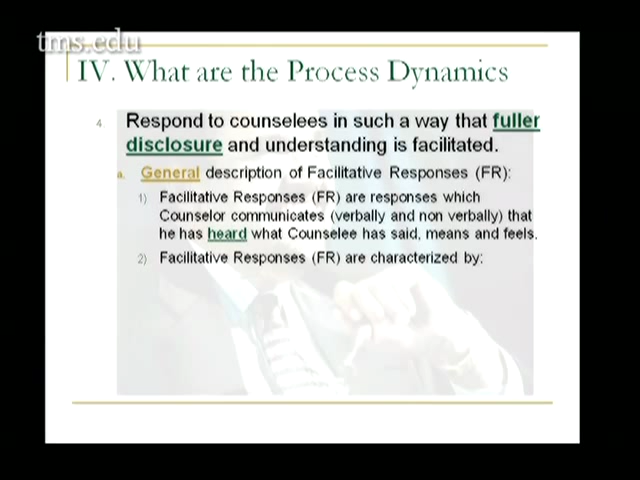 tms.edu
IV. What are the Process Dynamics
4. Respond to counselees in such a way that fuller
disclosure and understanding is facilitated.
a. General description of Facilitative Responses (FR):
1) Facilitative Responses (FR) are responses which
Counselor communicates (verbally and non verbally) that
he has heard what Counselee has said, means and feels.
2) Facilitative Responses (FR) are characterized by: